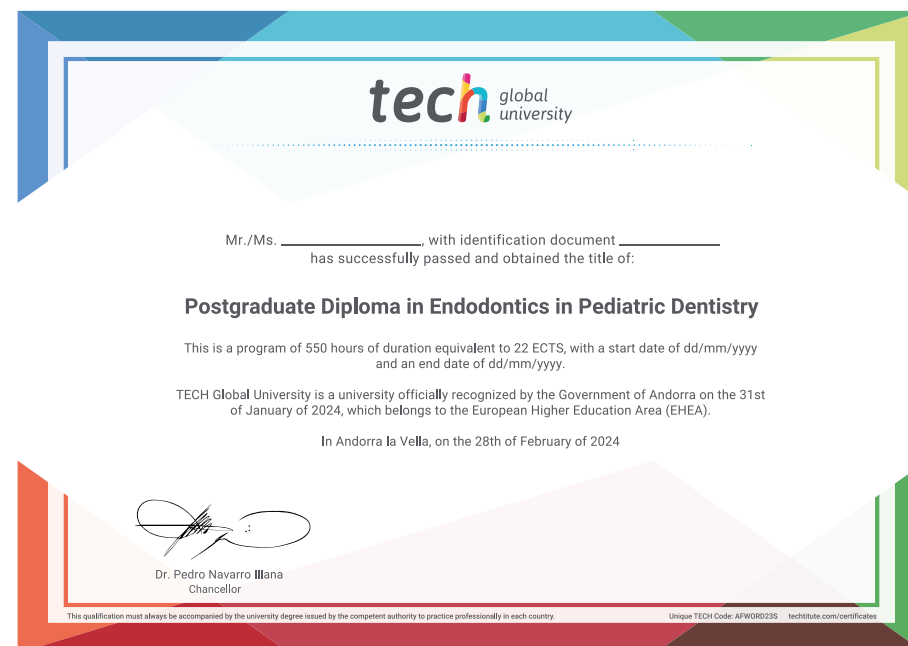 tech global university
Mr./Ms. ____________, with identification document ____________
has successfully passed and obtained the title of:
Postgraduate Diploma in Endodontics in Pediatric Dentistry
This is a program of 550 hours of duration equivalent to 22 ECTS, with a start date of dd/mm/yyyy
and an end date of dd/mm/yyyy.
TECH Global University is a university officially recognized by the Government of Andorra on the 31st
of January of 2024, which belongs to the European Higher Education Area (EHEA).
In Andorra la Vella, on the 28th of February of 2024
Dr. Pedro Navarro Illana
Chancellor
This qualification must always be accompanied by the university degree issued by the competent authority to practice professionally in each country.
Unique TECH Code: AFWORD23S techtitute.com/certificates